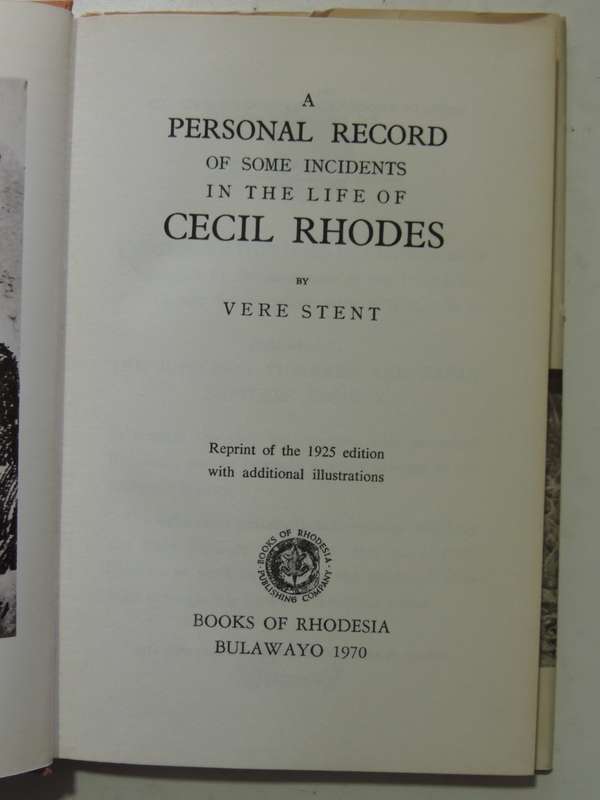 A
PERSONAL RECORD
OF SOME INCIDENTS
IN THE LIFE OF
CECIL RHODES
BY
VERE STENT
Reprint of the 1925 edition
with additional illustrations
BOOKS OF RHODESIA
PUBLISHING COMPANY
BOOKS OF RHODESIA
BULAWAYO 1970